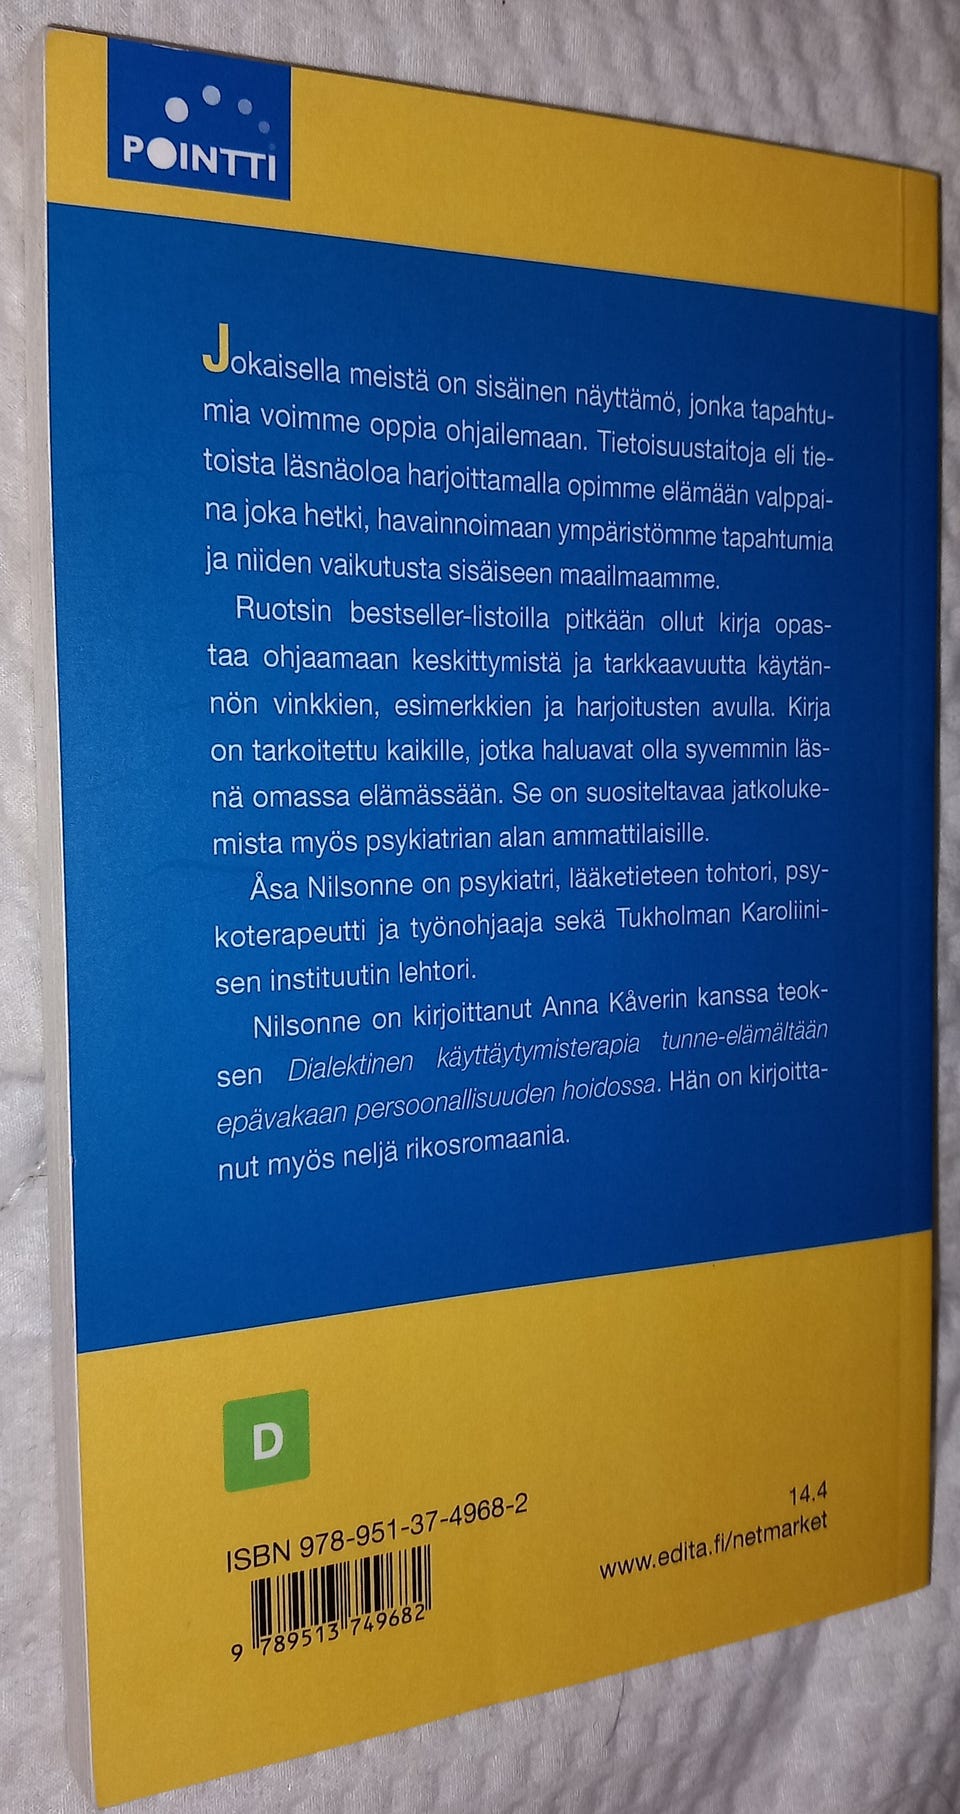 POINTTI
Jokaisella meistä on sisäinen näyttämö, jonka tapahtu-
mia voimme oppia ohjailemaan. Tietoisuustaitoja eli tie-
toista läsnäoloa harjoittamalla opimme elämään valppai-
na joka hetki, havainnoimaan ympäristömme tapahtumia
ja niiden vaikutusta sisäiseen maailmaamme.
Ruotsin bestseller-listoilla pitkään ollut kirja opas-
taa ohjaamaan keskittymistä ja tarkkaavuutta käytän-
nön vinkkien, esimerkkien ja harjoitusten avulla. Kirja
on tarkoitettu kaikille, jotka haluavat olla syvemmin läs-
nä omassa elämässään. Se on suositeltavaa jatkoluke-
mista myös psykiatrian alan ammattilaisille.
Åsa Nilsonne on psykiatri, lääketieteen tohtori, psy-
koterapeutti ja työnohjaaja sekä Tukholman Karoliini-
sen instituutin lehtori.
Nilsonne on kirjoittanut Anna Kåverin kanssa teok-
sen Dialektinen käyttäytymisterapia tunne-elämältään
epävakaan persoonallisuuden hoidossa. Hän on kirjoitta-
nut myös neljä rikosromaania.
D
ISBN 978-951-37-4968-2
9 789513 749682
14.4
www.edita.fi/netmarket